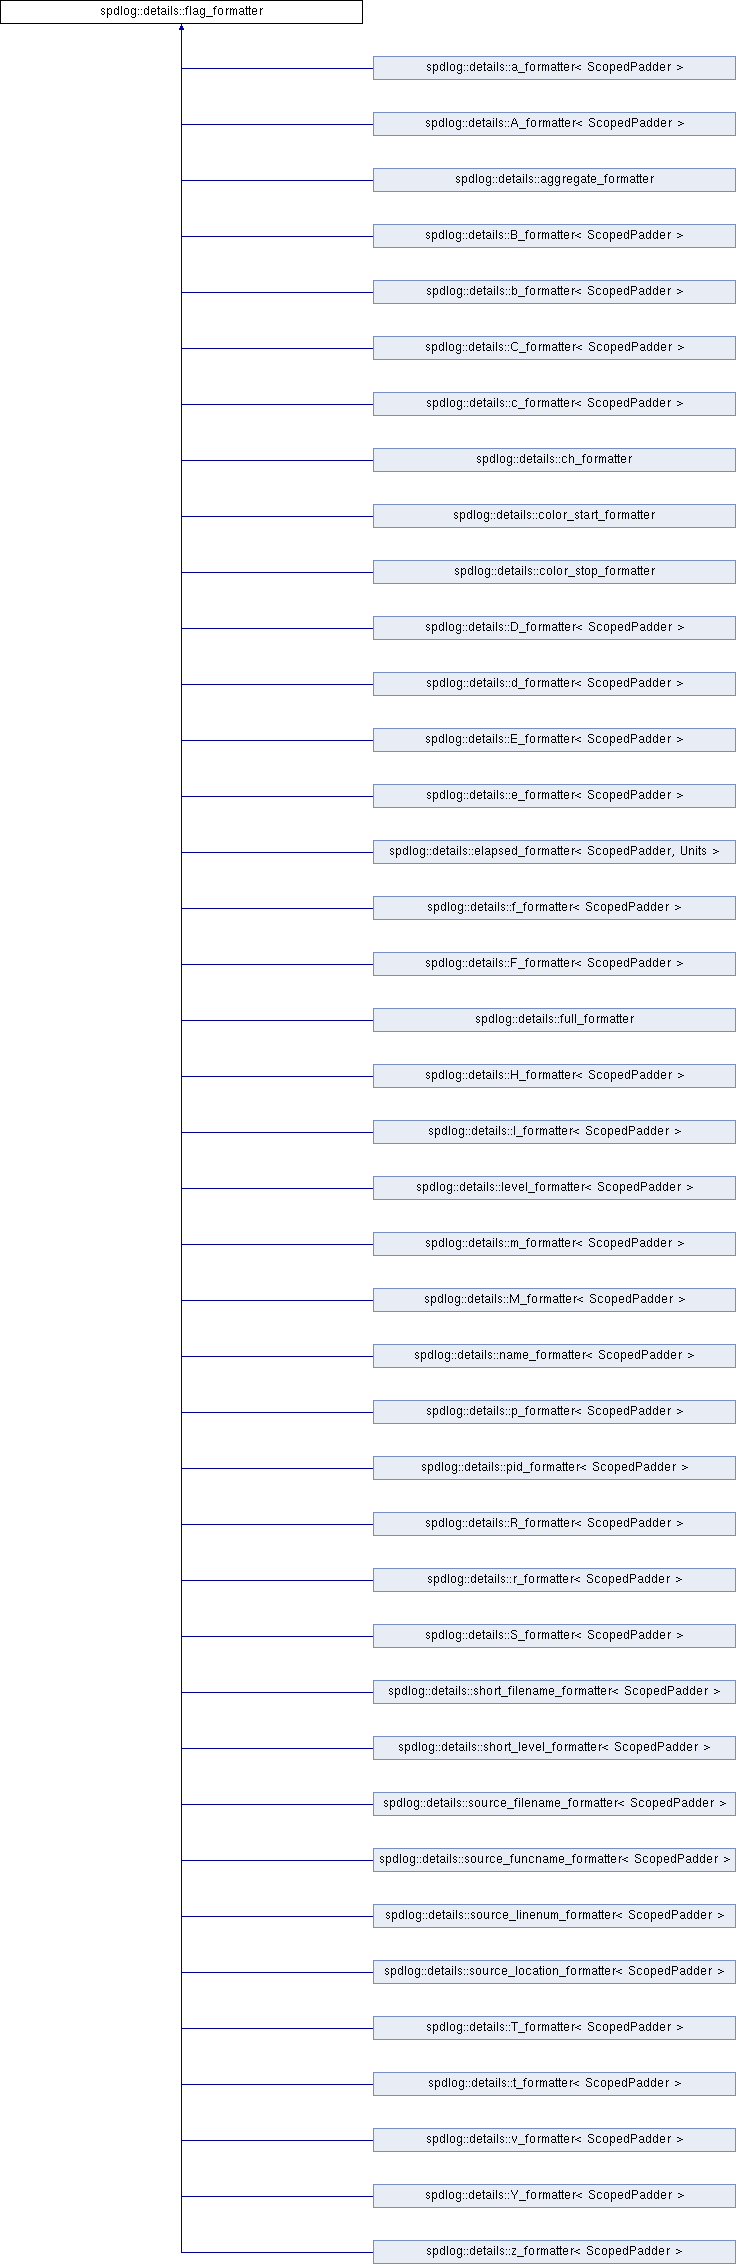 spdlog::details::flag_formatter
spdlog::details::a_formatter< ScopedPadder >
spdlog::details::A_formatter< ScopedPadder >
spdlog::details::aggregate_formatter
spdlog::details::B_formatter< ScopedPadder >
spdlog::details::b_formatter< ScopedPadder >
spdlog::details::C_formatter< ScopedPadder >
spdlog::details::c_formatter< ScopedPadder >
spdlog::details::ch_formatter
spdlog::details::color_start_formatter
spdlog::details::color_stop_formatter
spdlog::details::D_formatter< ScopedPadder >
spdlog::details::d_formatter< ScopedPadder >
spdlog::details::E_formatter< ScopedPadder >
spdlog::details::e_formatter< ScopedPadder >
spdlog::details::elapsed_formatter< ScopedPadder, Units >
spdlog::details::f_formatter< ScopedPadder >
spdlog::details::F_formatter< ScopedPadder >
spdlog::details::full_formatter
spdlog::details::H_formatter< ScopedPadder >
spdlog::details::I_formatter< ScopedPadder >
spdlog::details::level_formatter< ScopedPadder >
spdlog::details::m_formatter< ScopedPadder >
spdlog::details::M_formatter< ScopedPadder >
spdlog::details::name_formatter< ScopedPadder >
spdlog::details::p_formatter< ScopedPadder >
spdlog::details::pid_formatter< ScopedPadder >
spdlog::details::R_formatter< ScopedPadder >
spdlog::details::r_formatter< ScopedPadder >
spdlog::details::S_formatter< ScopedPadder >
spdlog::details::short_filename_formatter< ScopedPadder >
spdlog::details::short_level_formatter< ScopedPadder >
spdlog::details::source_filename_formatter< ScopedPadder >
spdlog::details::source_funcname_formatter< ScopedPadder >
spdlog::details::source_linenum_formatter< ScopedPadder >
spdlog::details::source_location_formatter< ScopedPadder >
spdlog::details::T_formatter< ScopedPadder >
spdlog::details::t_formatter< ScopedPadder >
spdlog::details::v_formatter< ScopedPadder >
spdlog::details::Y_formatter< ScopedPadder >
spdlog::details::z_formatter< ScopedPadder >